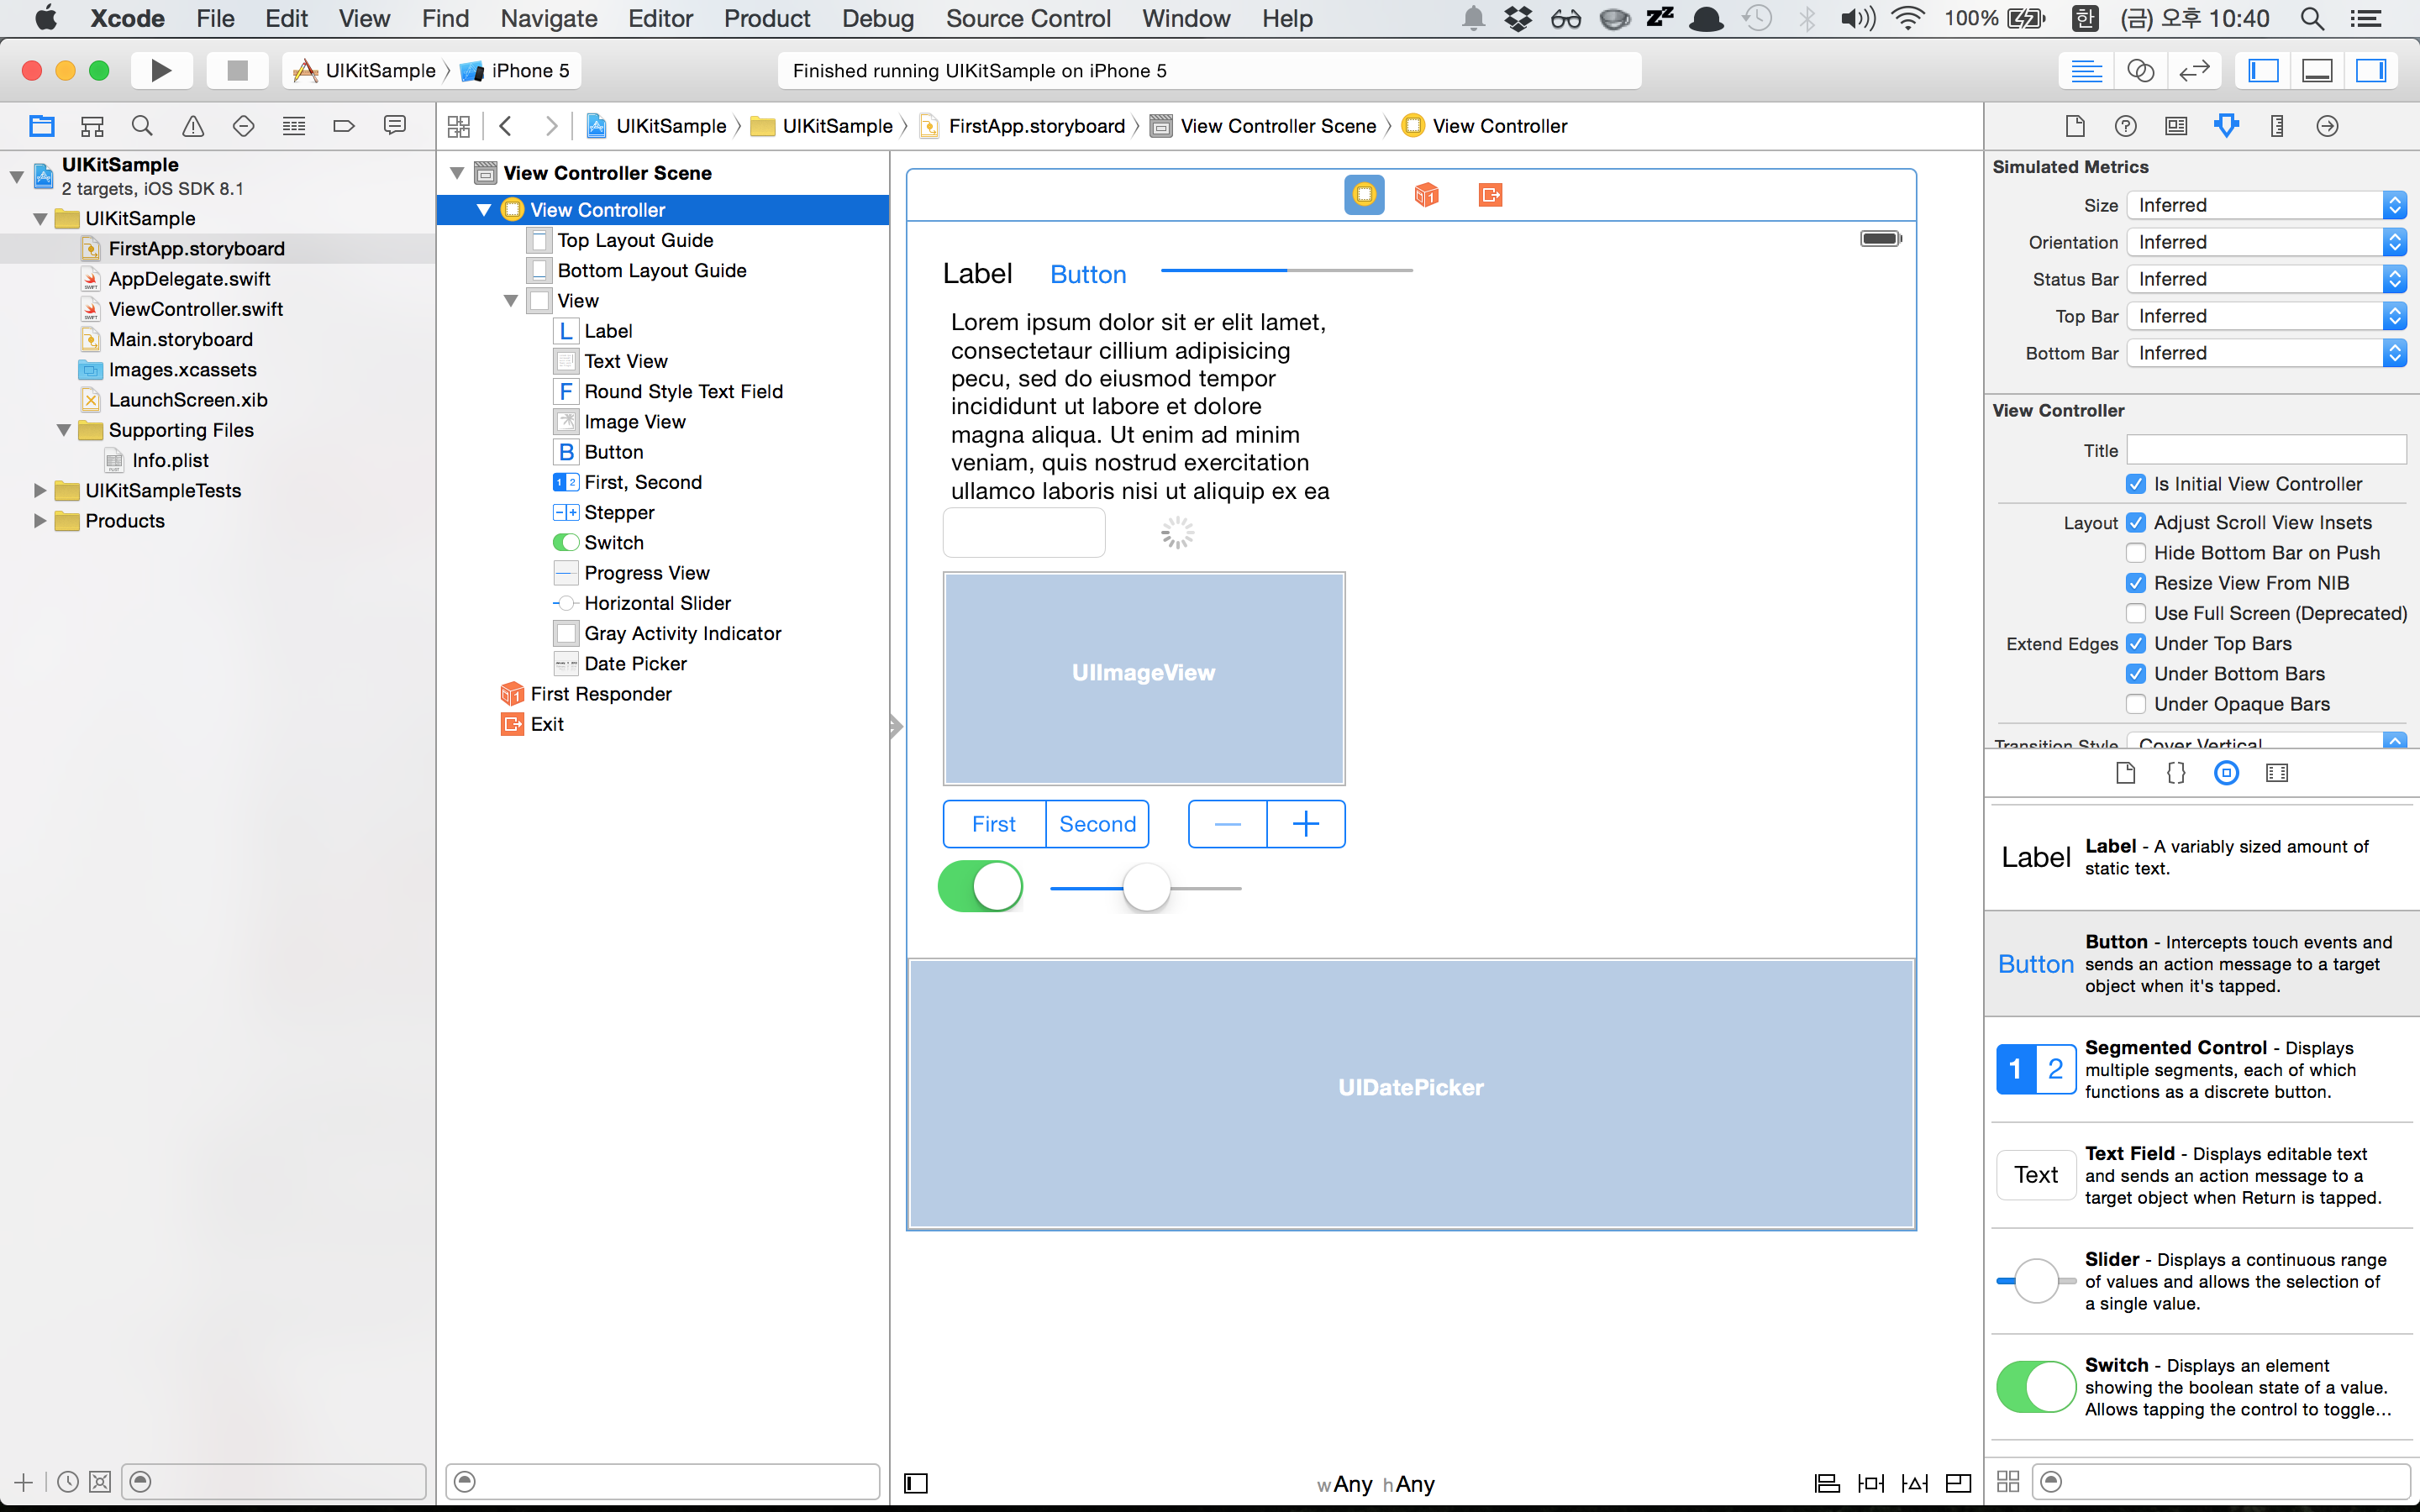 Xcode File Edit View Find Navigate Editor Product Debug Source Control Window Help 100% 한 (금) 오후 10:40
UIKitSample iPhone 5
Finished running UIKitSample on iPhone 5
UIKitSample
2 targets, iOS SDK 8.1
UIKitSample
FirstApp.storyboard
AppDelegate.swift
ViewController.swift
Main.storyboard
Images.xcassets
LaunchScreen.xib
Supporting Files
Info.plist
UIKitSampleTests
Products
UIKitSample UIKitSample FirstApp.storyboard View Controller Scene View Controller
View Controller Scene
View Controller
Top Layout Guide
Bottom Layout Guide
View
L Label
Text View
F Round Style Text Field
Image View
B Button
1 2 First, Second
Stepper
Switch
Progress View
Horizontal Slider
Gray Activity Indicator
Date Picker
First Responder
Exit
Label Button
Lorem ipsum dolor sit er elit lamet,
consectetaur cillium adipisicing
pecu, sed do eiusmod tempor
incididunt ut labore et dolore
magna aliqua. Ut enim ad minim
veniam, quis nostrud exercitation
ullamco laboris nisi ut aliquip ex ea
UIImageView
First Second
UIDatePicker
wAny hAny
Simulated Metrics
Size Inferred
Orientation Inferred
Status Bar Inferred
Top Bar Inferred
Bottom Bar Inferred
View Controller
Title
Is Initial View Controller
Layout Adjust Scroll View Insets
Hide Bottom Bar on Push
Resize View From NIB
Use Full Screen (Deprecated)
Extend Edges Under Top Bars
Under Bottom Bars
Under Opaque Bars
Transition Style Cover Vertical
{}
Label
Label - A variably sized amount of
static text.
Button
Button - Intercepts touch events and
sends an action message to a target
object when it's tapped.
1 2
Segmented Control - Displays
multiple segments, each of which
functions as a discrete button.
Text
Text Field - Displays editable text
and sends an action message to a
target object when Return is tapped.
Slider - Displays a continuous range
of values and allows the selection of
a single value.
Switch - Displays an element
showing the boolean state of a value.
Allows tapping the control to toggle...